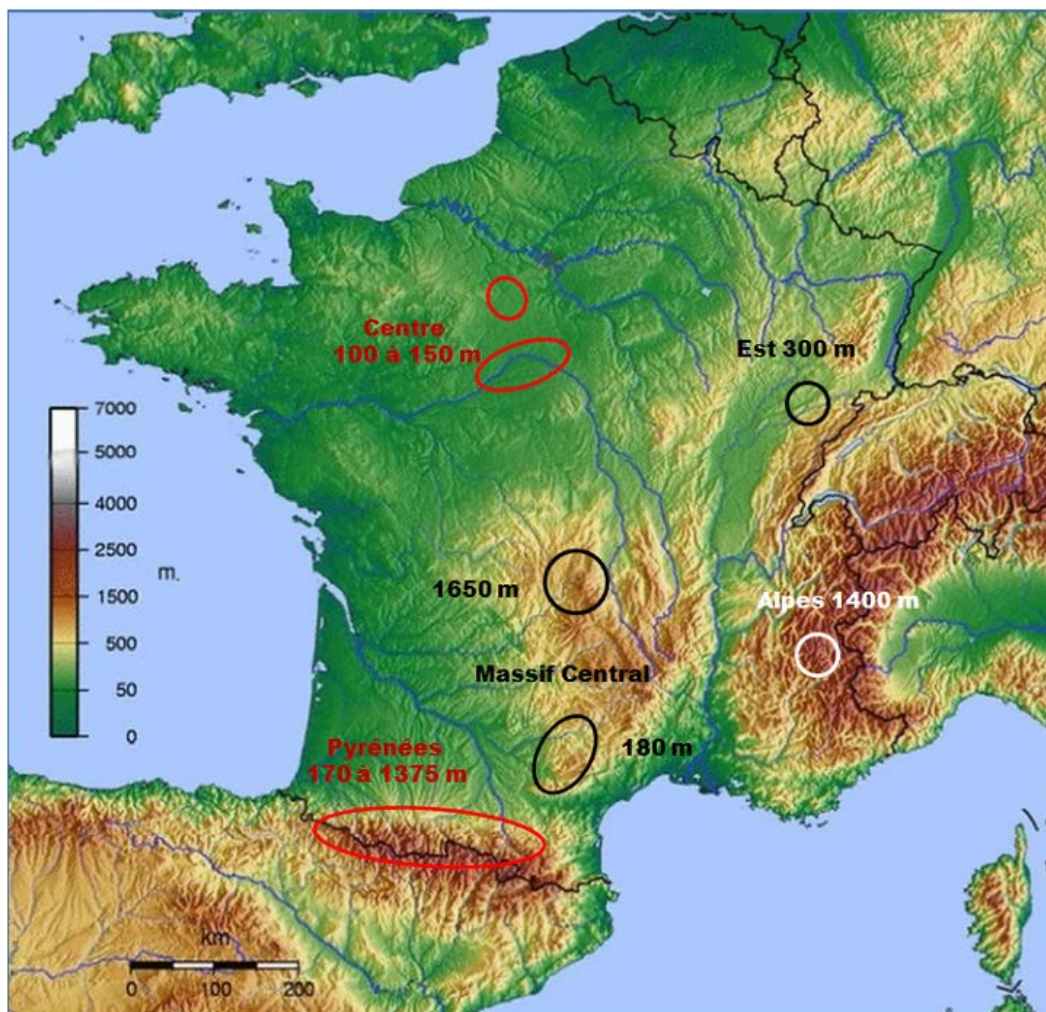 Centre
100 à 150 m
Est 300 m
7000
5000
4000
2500
1500
500
50
0
m.
1650 m
Alpes 1400 m
Massif Central
180 m
Pyrénées
170 à 1375 m
km
0 100 200